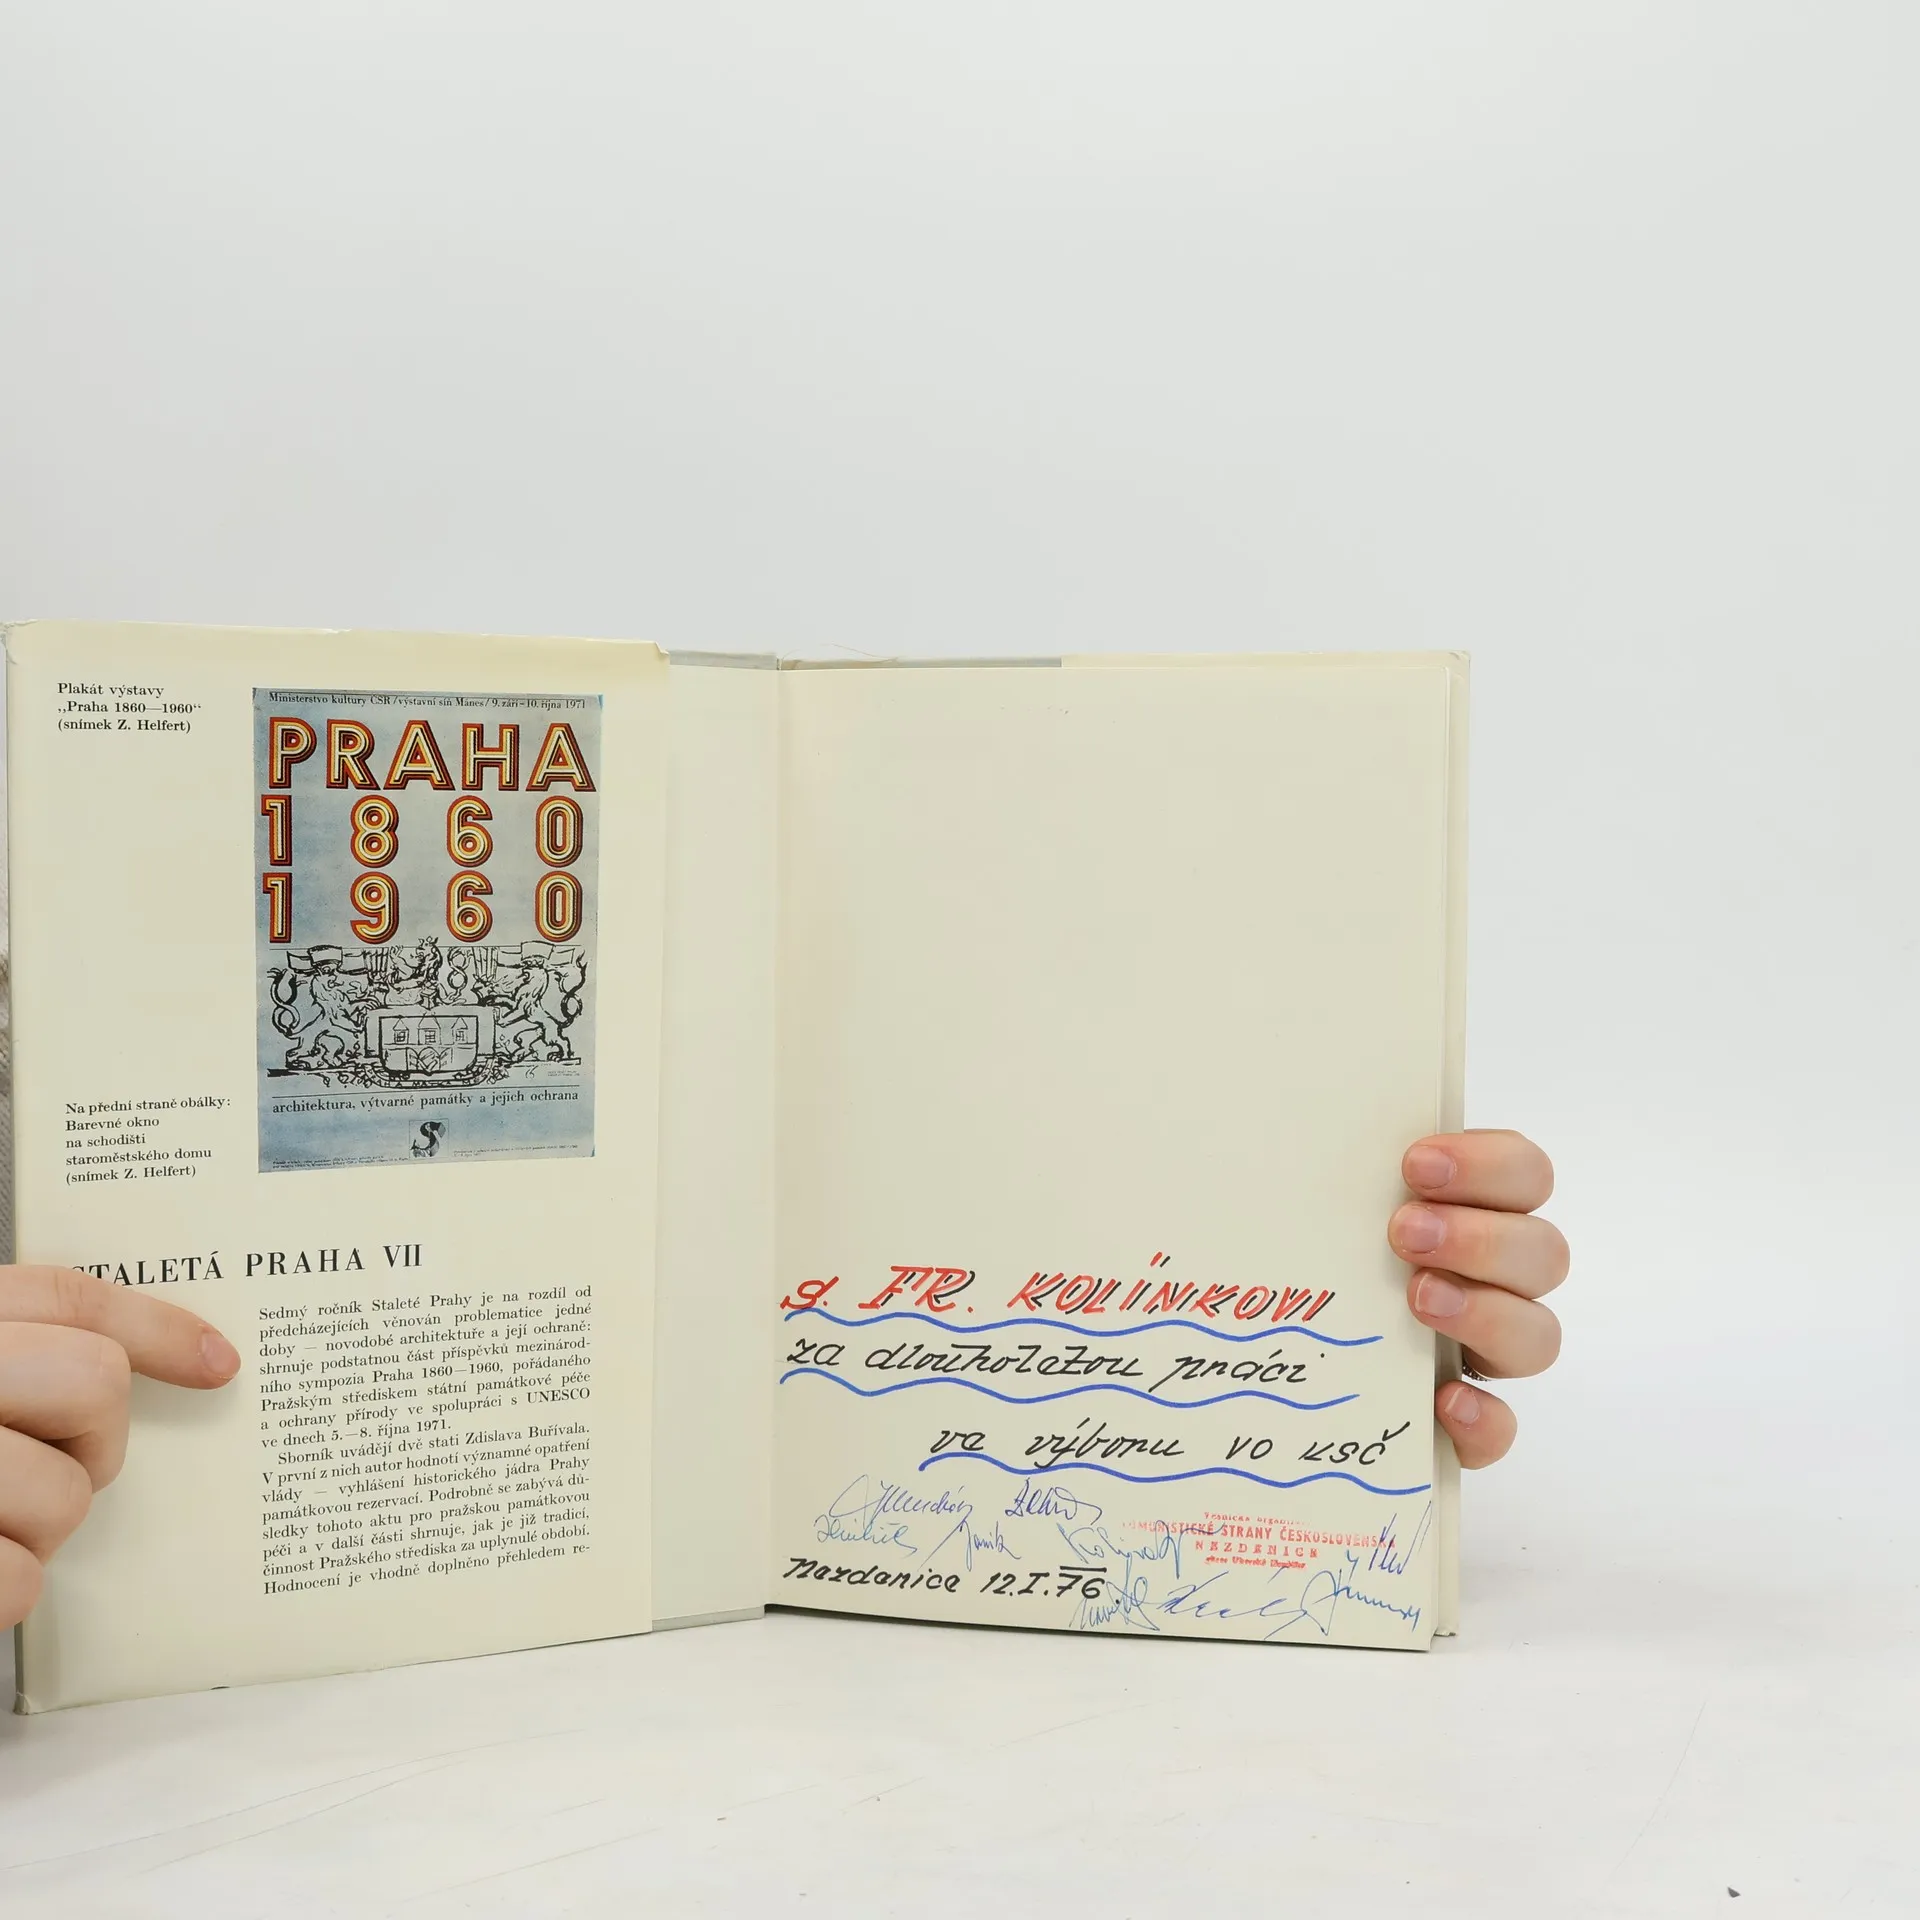 Plakát výstavy
,,Praha 1860—1960“
(snímek Z. Helfert)
Ministerstvo kultury ČSR/výstavní síň Mánes/9. září–10. října 1971
PRAHA
1860
1960
architektura, výtvarné památky a jejich ochrana
Na přední straně obálky:
Barevné okno
na schodišti
staroměstského domu
(snímek Z. Helfert)
STALETÁ PRAHA VII
Sedmý ročník Staleté Prahy je na rozdíl od
předcházejících věnován problematice jedné
doby — novodobé architektuře a její ochraně:
shrnuje podstatnou část příspěvků mezinárod-
ního sympozia Praha 1860—1960, pořádaného
Pražským střediskem státní památkové péče
a ochrany přírody ve spolupráci s UNESCO
ve dnech 5.—8. října 1971.
Sborník uvádějí dvě stati Zdislava Buřívala.
V první z nich autor hodnotí významné opatření
vlády — vyhlášení historického jádra Prahy
památkovou rezervací. Podrobně se zabývá dů-
sledky tohoto aktu pro pražskou památkovou
péči a v další části shrnuje, jak je již tradicí,
činnost Pražského střediska za uplynulé období.
Hodnocení je vhodně doplněno přehledem re-
s. FR. KOLÍNKOVI
za dlouholetou práci
ve výboru VO KSČ
KOMUNISTICKÉ STRANY ČESKOSLOVENSKA
NEZDENICE
Nezdenice 12.I.76